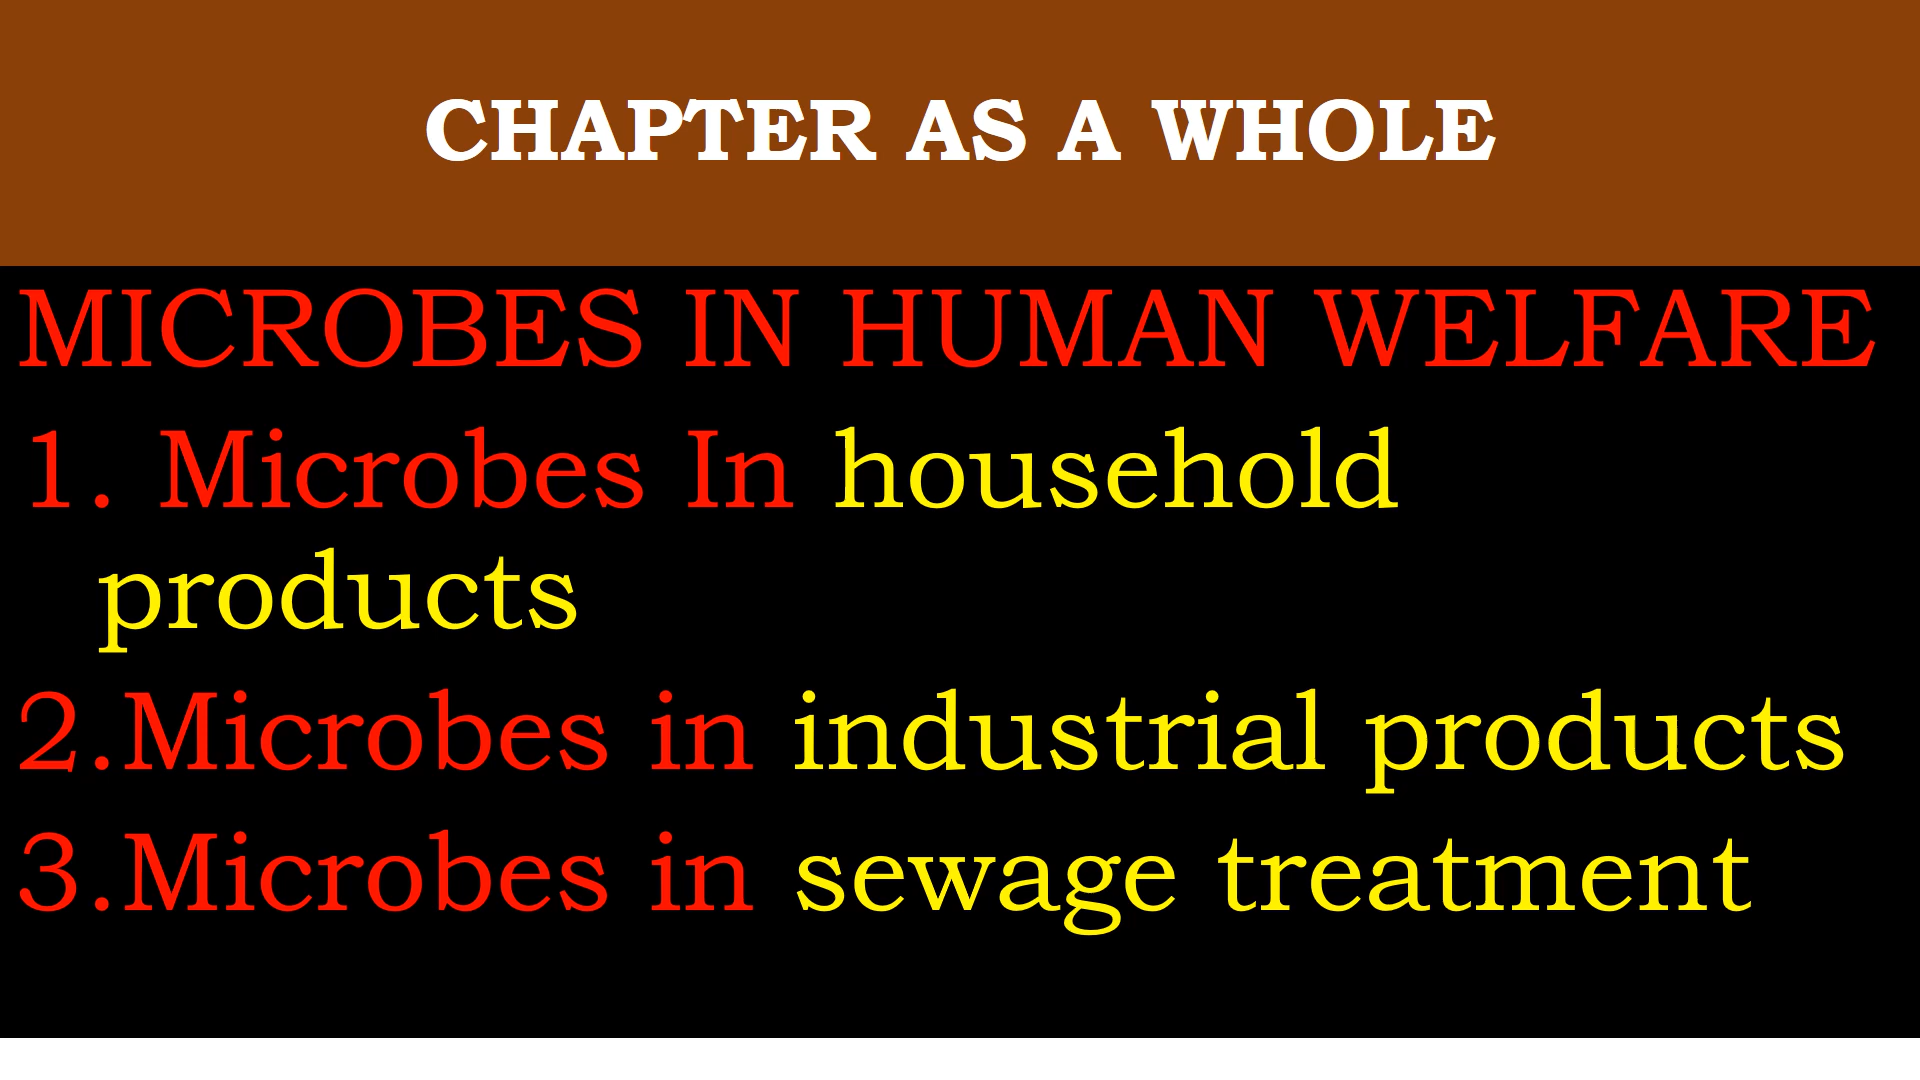 CHAPTER AS A WHOLE
MICROBES IN HUMAN WELFARE
1. Microbes In household
products
2.Microbes in industrial products
3.Microbes in sewage treatment